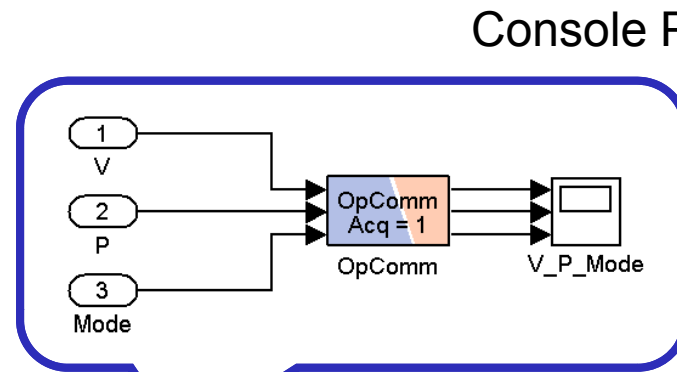 Console P
1
V
2
P
3
Mode
OpComm
Acq = 1
OpComm
V_P_Mode